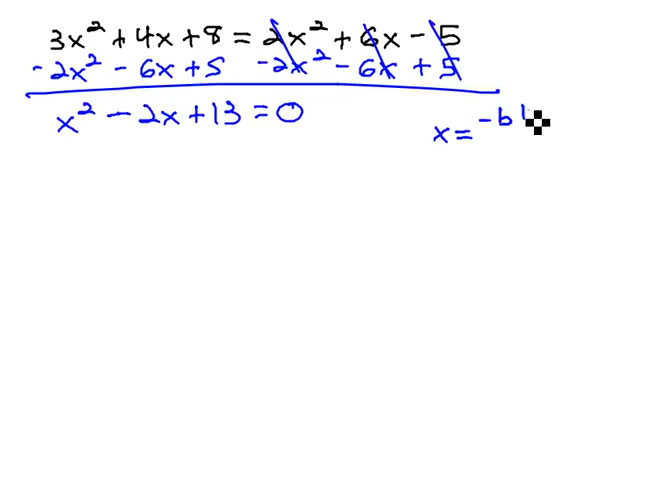 3x² + 4x + 8 = 2x² + 6x - 5
-2x² - 6x + 5 -2x² - 6x + 5
x² - 2x + 13 = 0
x = -b